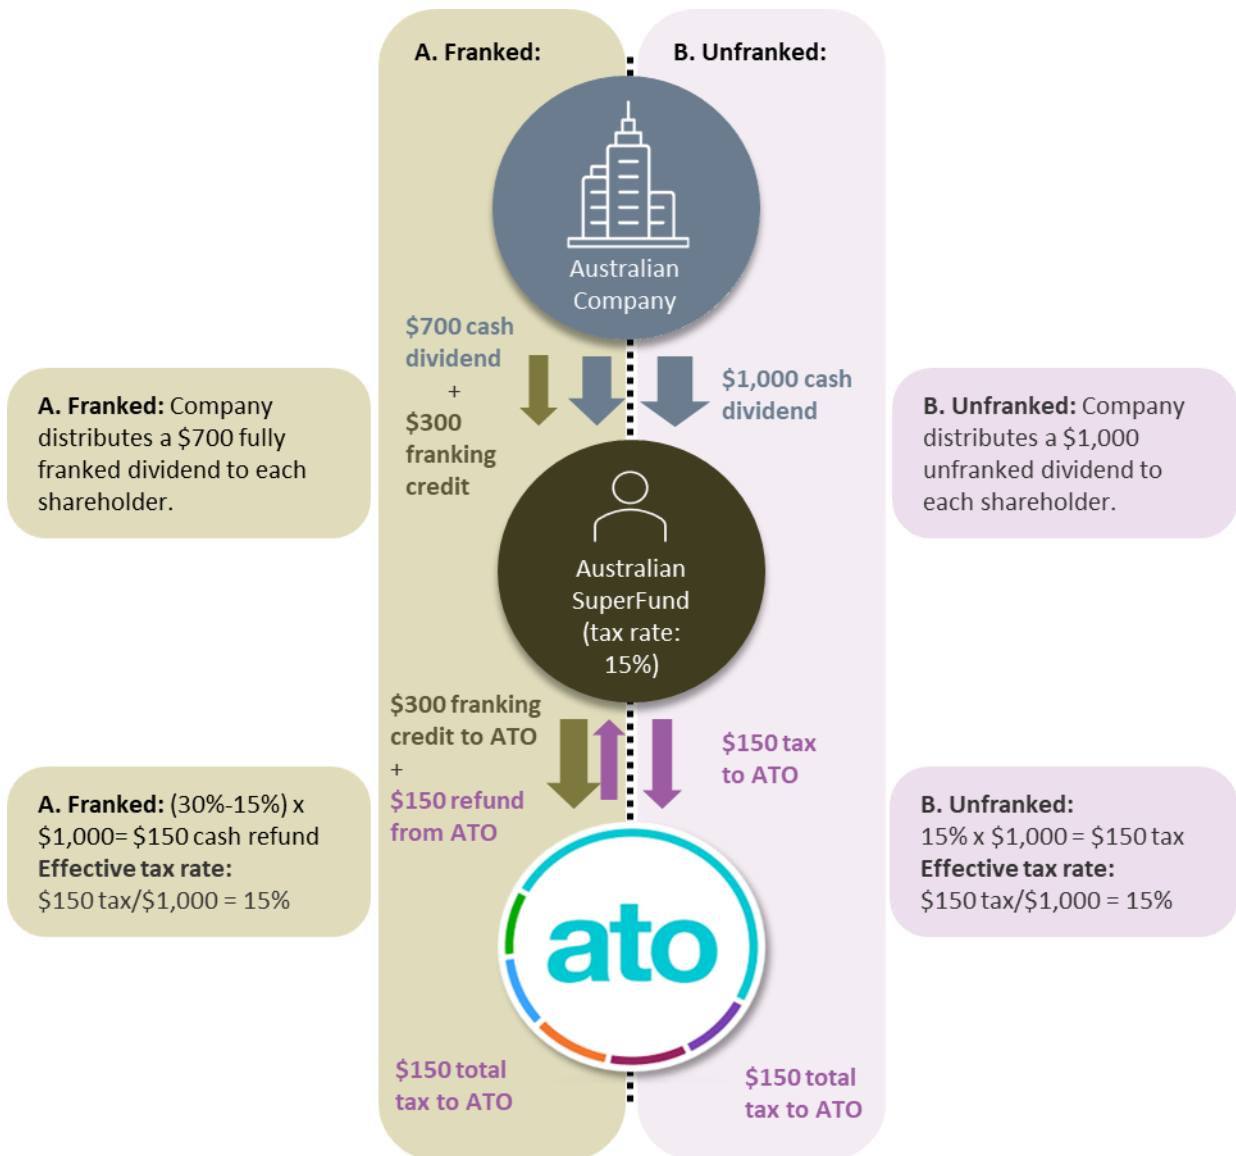 A. Franked:
B. Unfranked:
Australian
Company
$700 cash
dividend
+
$300
franking
credit
$1,000 cash
dividend
A. Franked: Company
distributes a $700 fully
franked dividend to each
shareholder.
B. Unfranked: Company
distributes a $1,000
unfranked dividend to
each shareholder.
Australian
SuperFund
(tax rate:
15%)
$300 franking
credit to ATO
+
$150 refund
from ATO
$150 tax
to ATO
A. Franked: (30%-15%) x
$1,000= $150 cash refund
Effective tax rate:
$150 tax/$1,000 = 15%
B. Unfranked:
15% x $1,000 = $150 tax
Effective tax rate:
$150 tax/$1,000 = 15%
ato
$150 total
tax to ATO
$150 total
tax to ATO